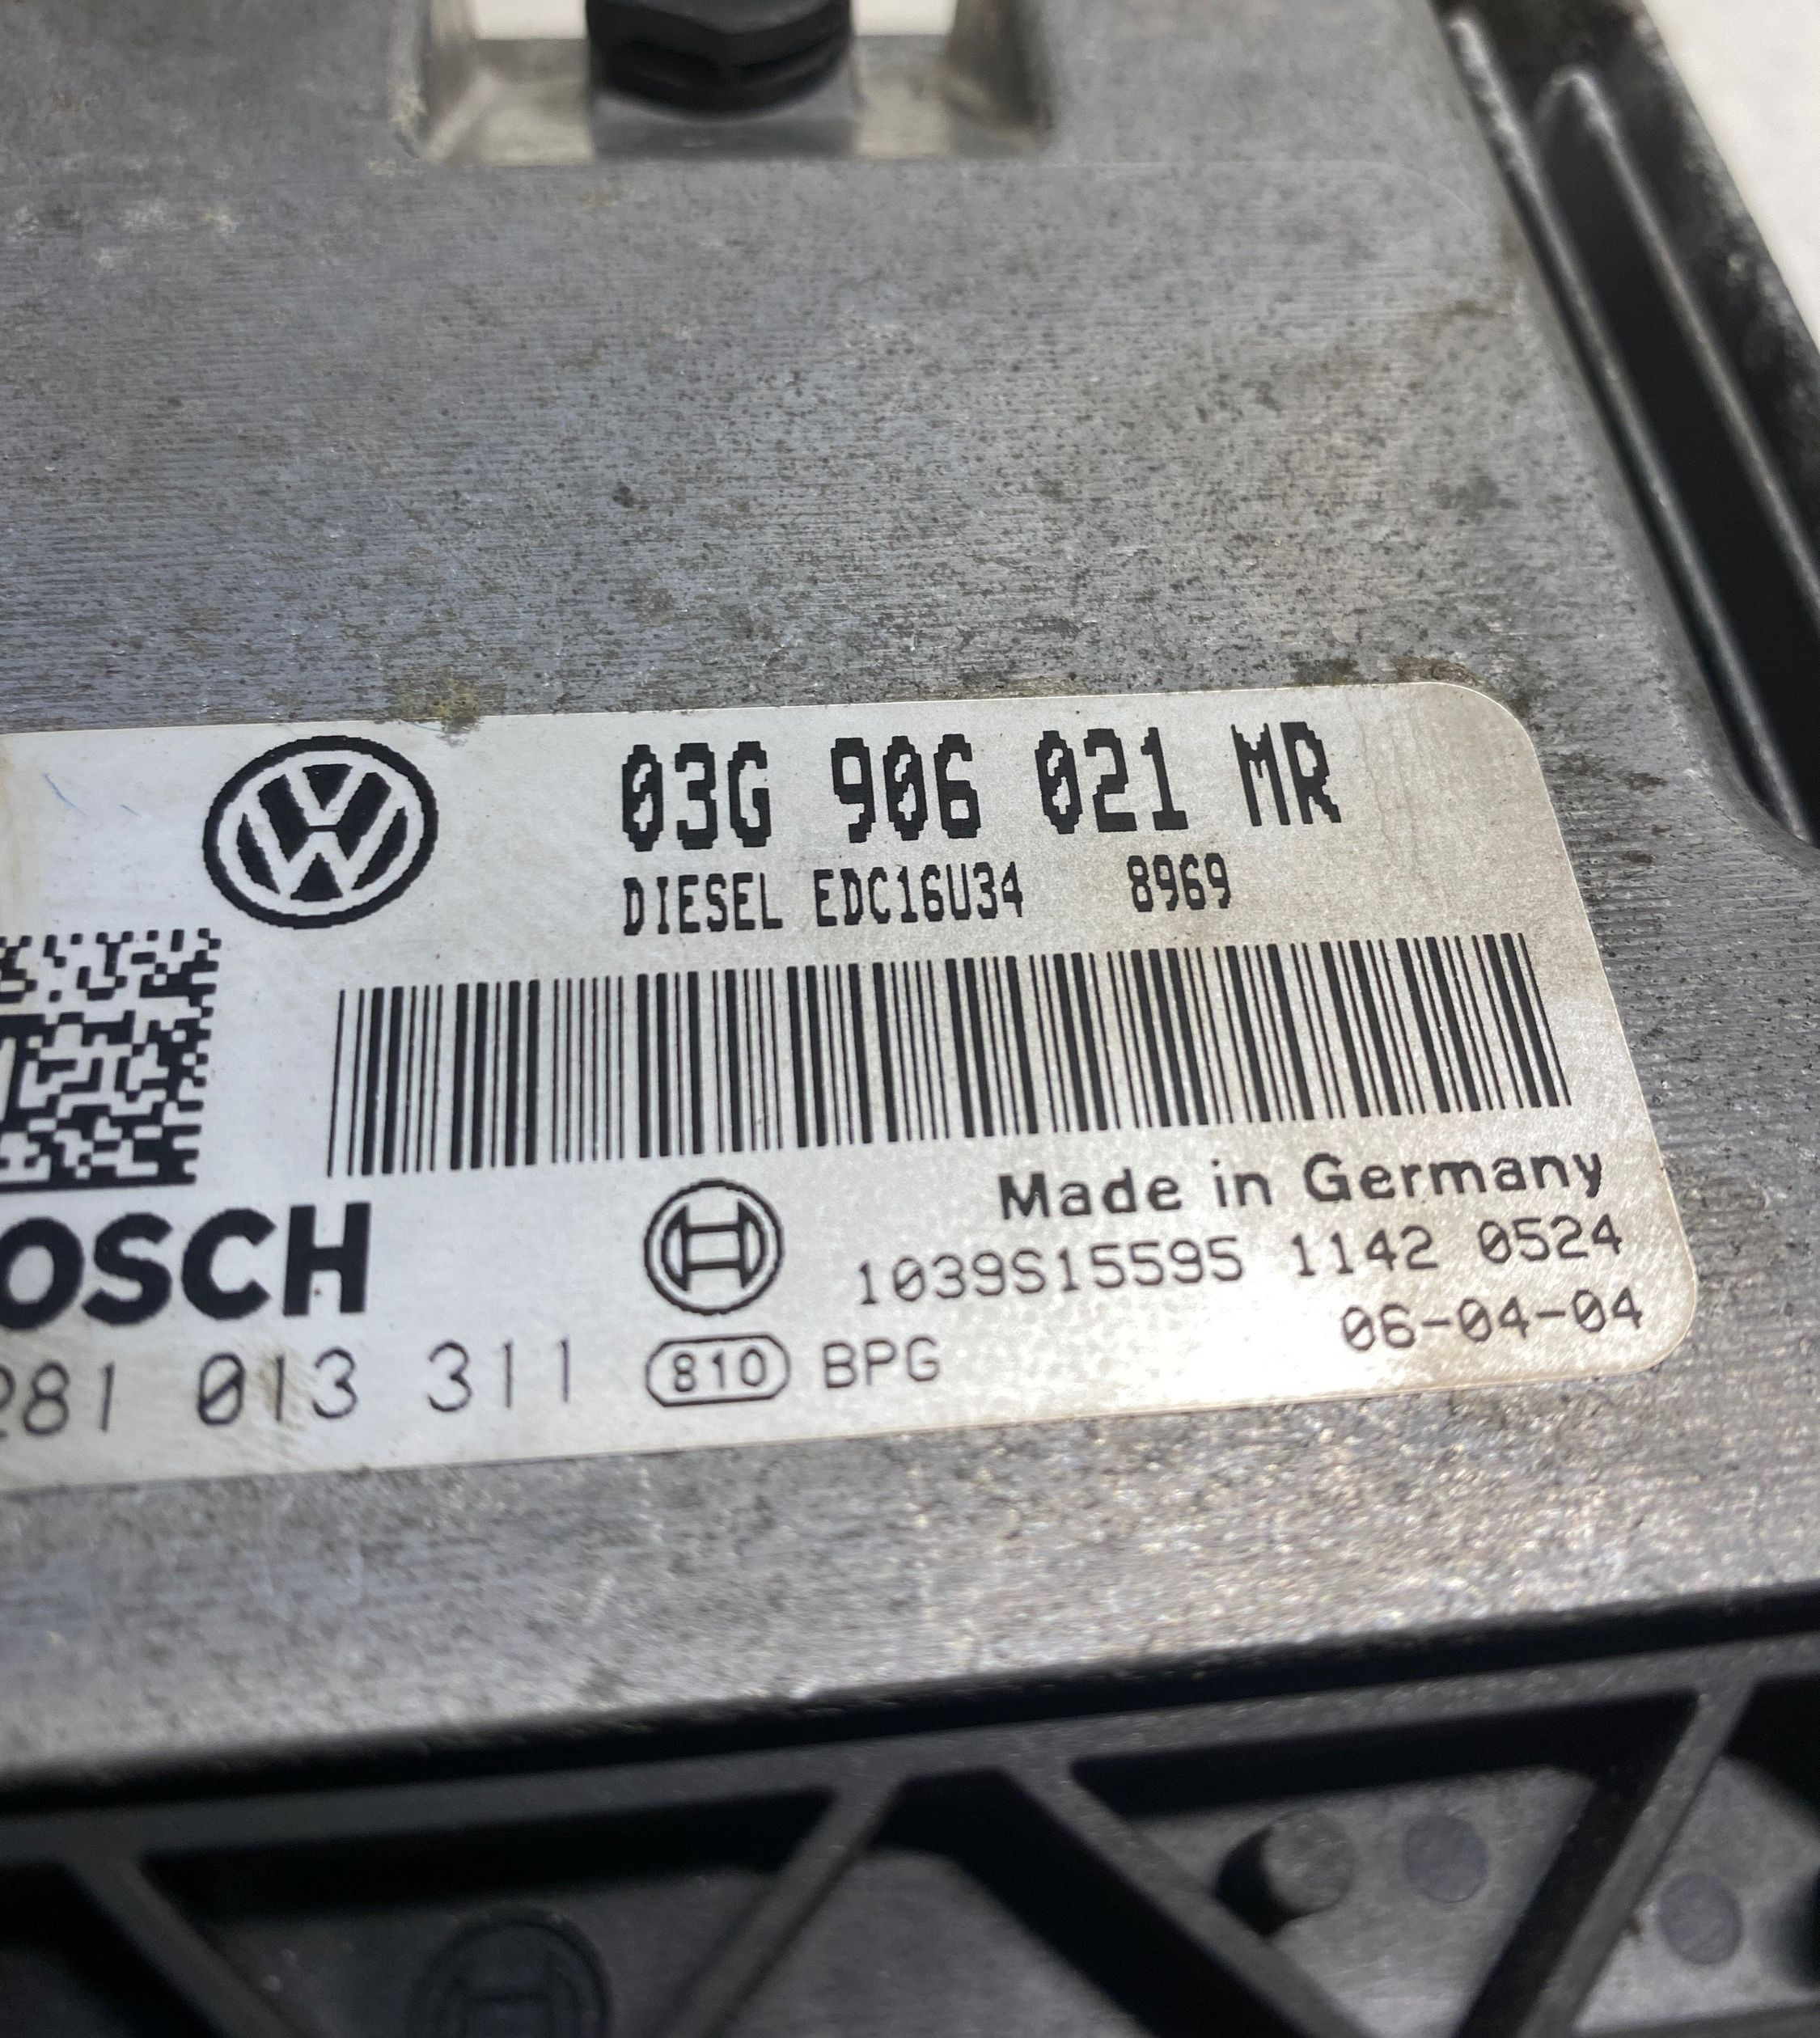 03G 906 021 MR
DIESEL EDC16U34 8969
Made in Germany
OSCH
1039S15595 1142 0524
06-04-04
281 013 311 810 BPG